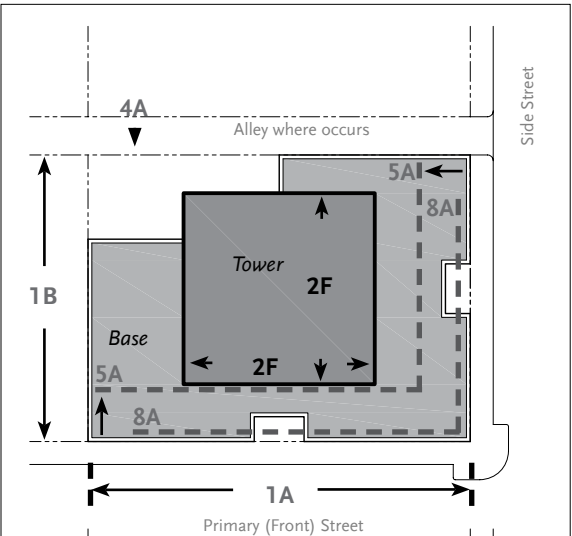 Side Street
4A
Alley where occurs
5A
8A
Tower
2F
1B
Base
2F
5A
8A
1A
Primary (Front) Street